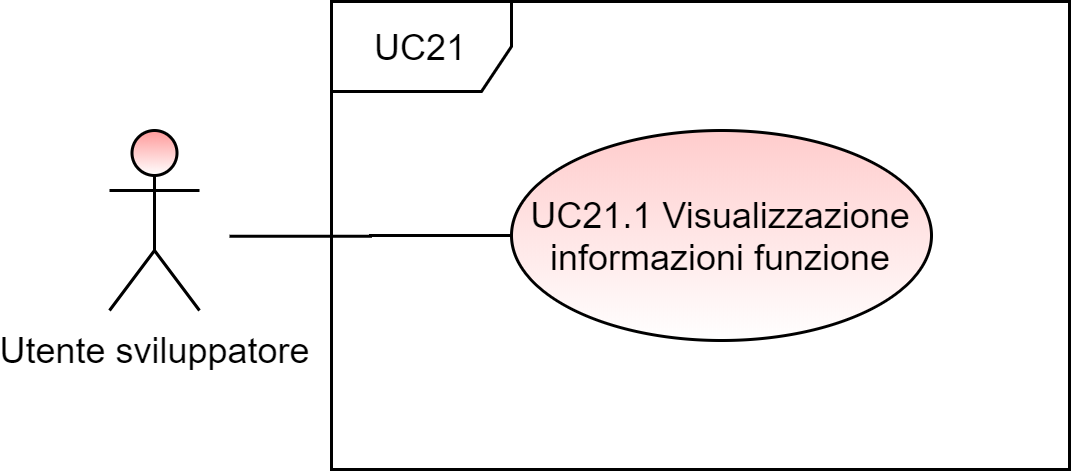 UC21
UC21.1 Visualizzazione
informazioni funzione
Utente sviluppatore